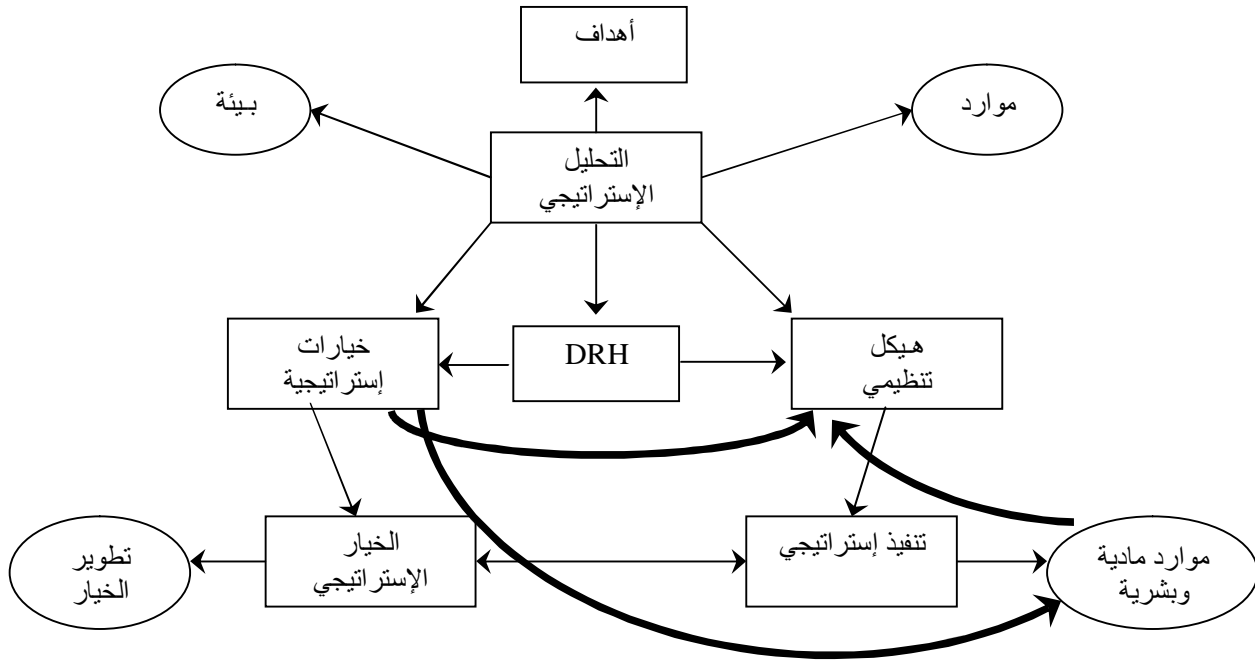 أهداف
بيئة
موارد
التحليل
الإستراتيجي
خيارات
إستراتيجية
DRH
هيكل
تنظيمي
تطوير
الخيار
الخيار
الإستراتيجي
تنفيذ إستراتيجي
موارد مادية
وبشرية